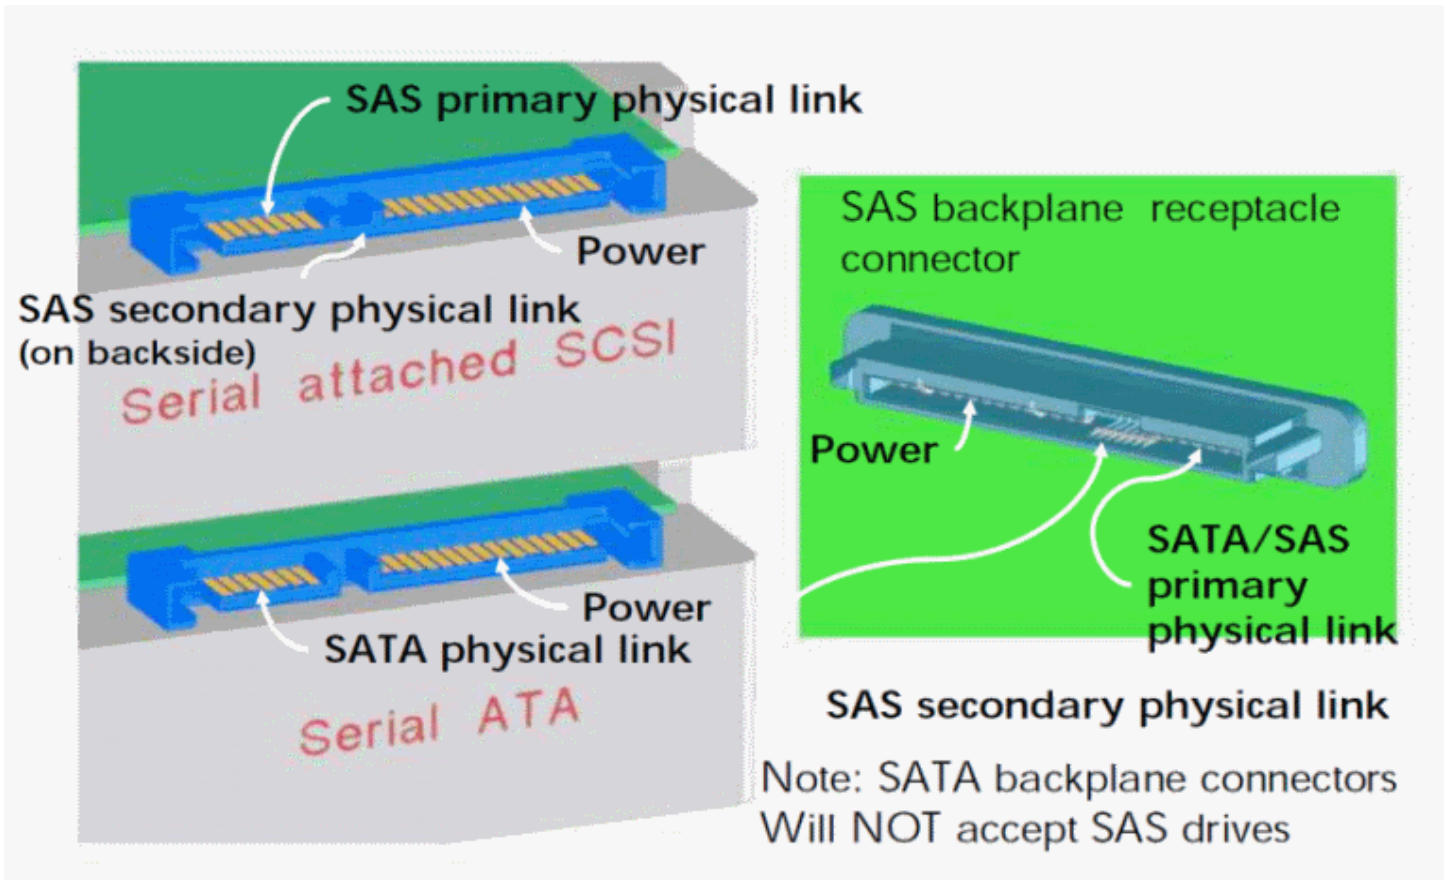 SAS primary physical link
Power
SAS secondary physical link
(on backside)
Serial attached SCSI
Power
SATA physical link
Serial ATA
SAS backplane receptacle
connector
Power
SATA/SAS
primary
physical link
SAS secondary physical link
Note: SATA backplane connectors
Will NOT accept SAS drives